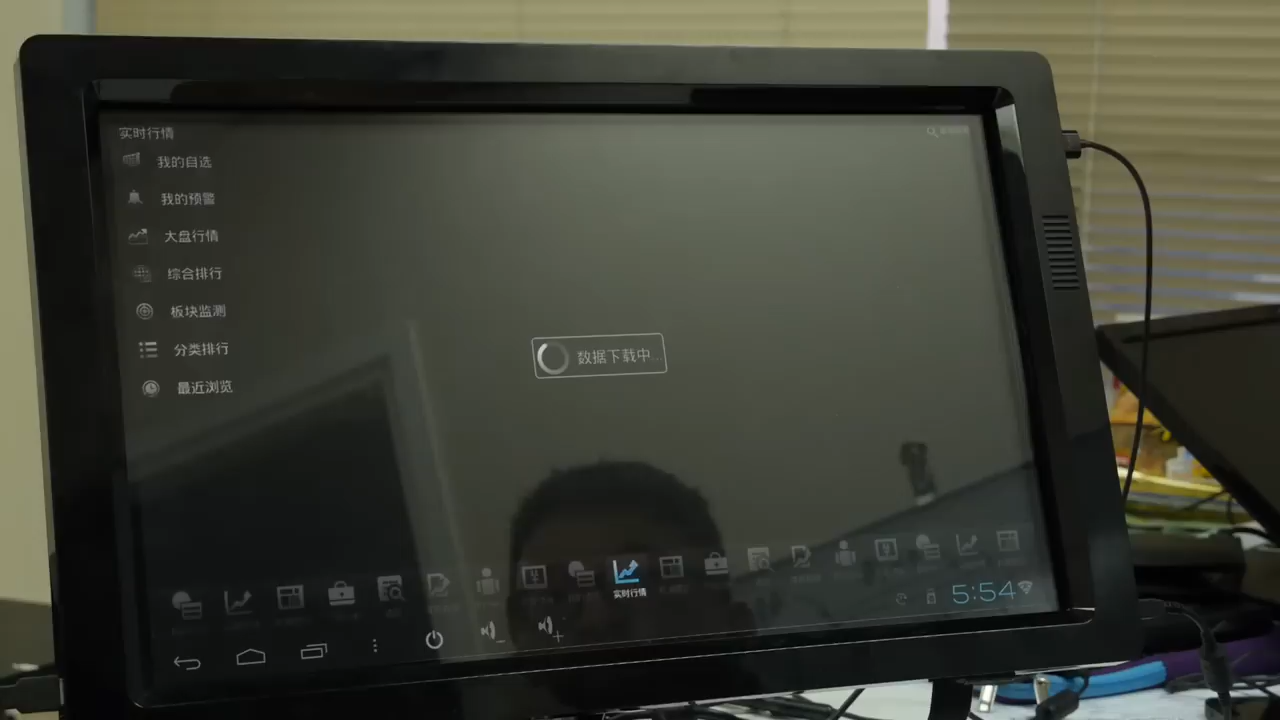 实时行情
我的自选
我的预警
大盘行情
综合排行
板块监测
分类排行
最近浏览
数据下载中...
实时行情
5:54